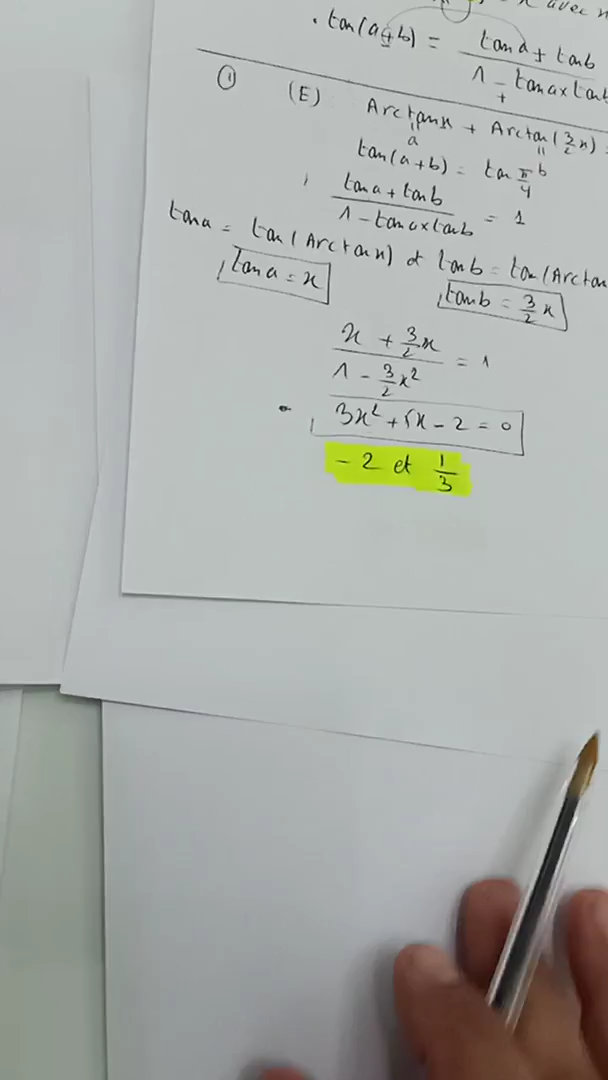 x avec x
. tan(a±b) = (tan a ± tan b)/(1 ∓ tan a × tan b
① (E) Arctan x + Arctan(3/2 x) =
a b
tan(a+b) = tan π/4
(tan a + tan b)/(1 - tan a × tan b) = 1
tan a = tan(Arctan x) et tan b = tan(Arctan
tan a = x tan b = 3/2 x
(x + 3/2 x)/(1 - 3/2 x²) = 1
3x² + 5x - 2 = 0
-2 et 1/3